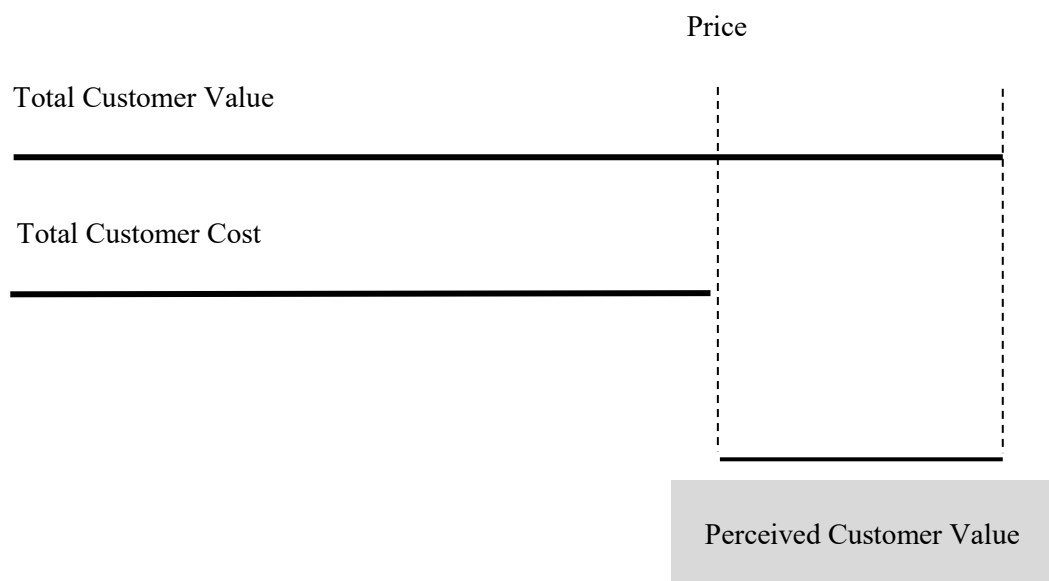 Price
Total Customer Value
Total Customer Cost
Perceived Customer Value